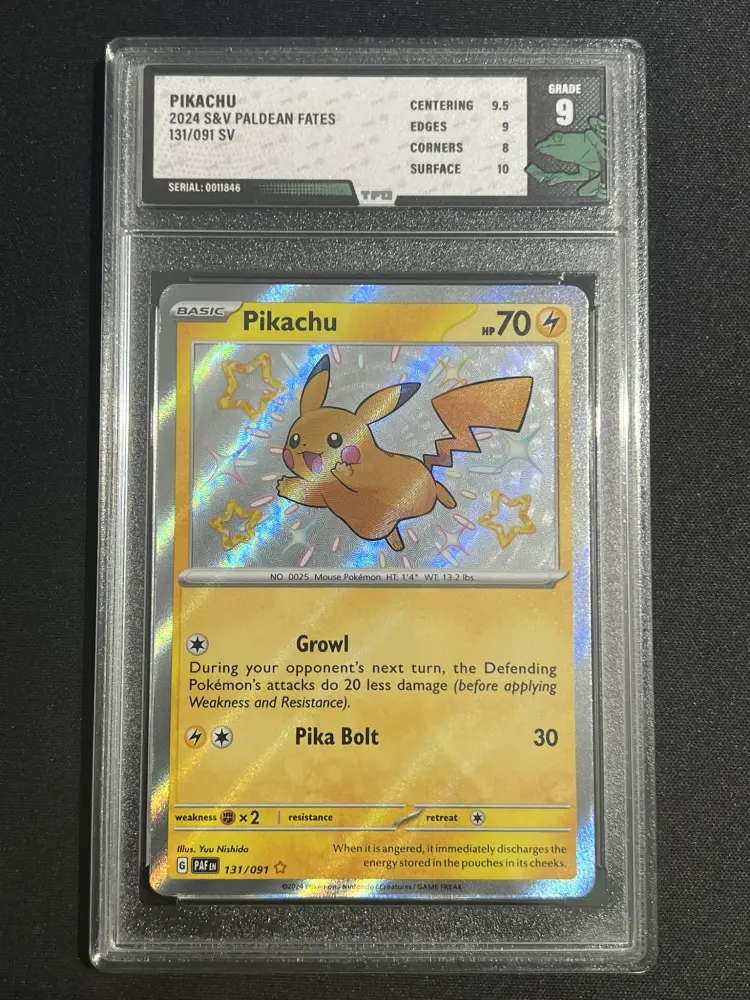 PIKACHU
2024 S&V PALDEAN FATES
131/091 SV
CENTERING 9.5
EDGES 9
CORNERS 8
SURFACE 10
GRADE
9
SERIAL: 0011846
TPG
BASIC Pikachu HP 70
NO. 0025 Mouse Pokémon HT: 1'4" WT: 13.2 lbs.
Growl
During your opponent's next turn, the Defending
Pokémon's attacks do 20 less damage (before applying
Weakness and Resistance).
Pika Bolt 30
weakness ×2 resistance retreat
Illus. Yuu Nishida
When it is angered, it immediately discharges the
energy stored in the pouches in its cheeks.
G PAF EN 131/091
©2024 Pokémon / Nintendo / Creatures / GAME FREAK